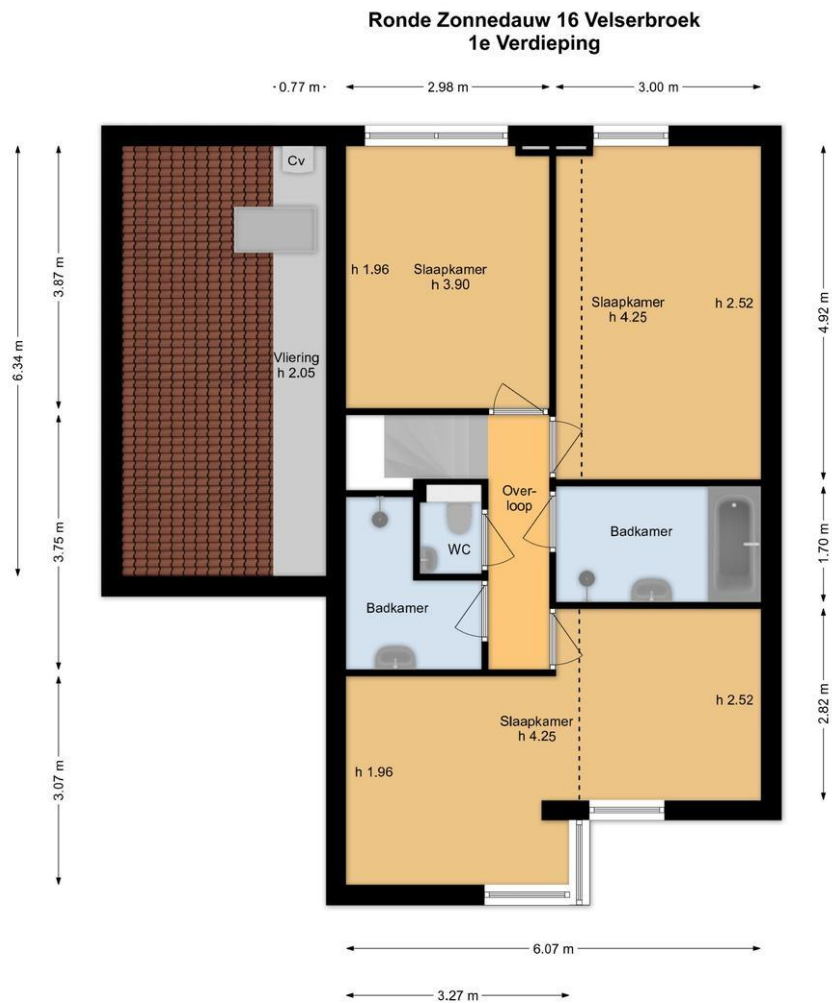 Ronde Zonnedauw 16 Velserbroek
1e Verdieping
0.77 m
2.98 m
3.00 m
Cv
6.34 m
3.87 m
h 1.96
Slaapkamer
h 3.90
Slaapkamer
h 4.25
h 2.52
4.92 m
Vliering
h 2.05
3.75 m
Over-
loop
WC
Badkamer
1.70 m
Badkamer
h 2.52
2.82 m
Slaapkamer
h 4.25
h 1.96
3.07 m
6.07 m
3.27 m